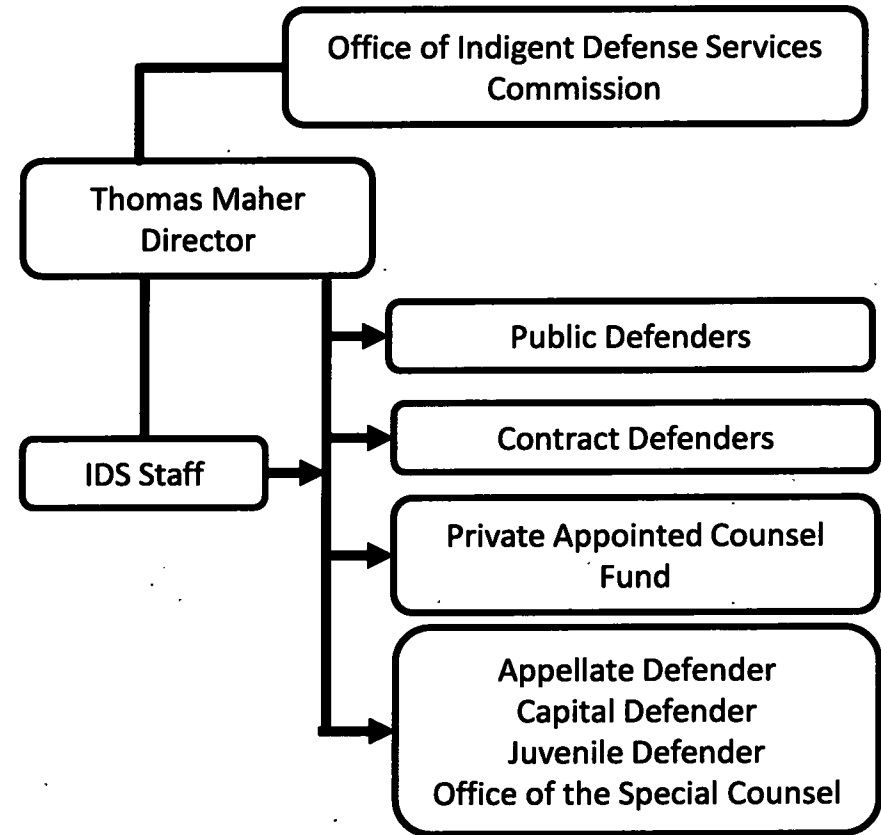 Office of Indigent Defense Services
Commission
Thomas Maher
Director
Public Defenders
Contract Defenders
IDS Staff
Private Appointed Counsel
Fund
Appellate Defender
Capital Defender
Juvenile Defender
Office of the Special Counsel